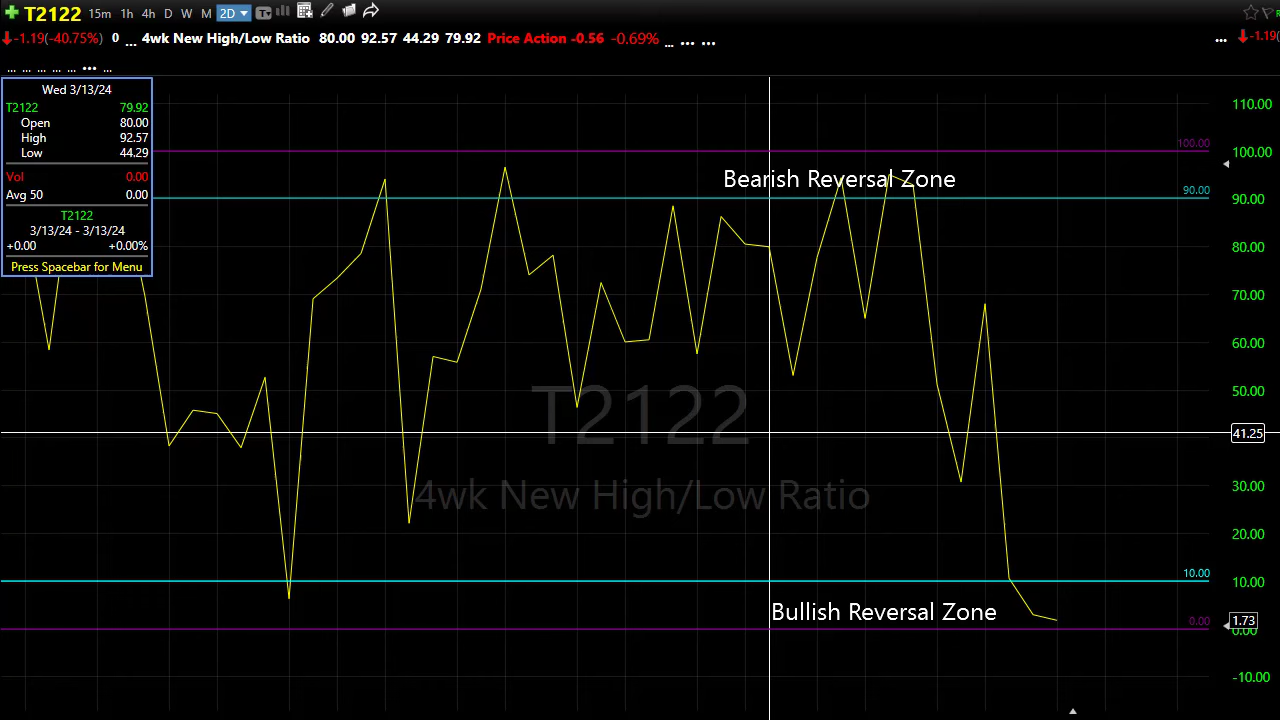 T2122 15m 1h 4h D W M 2D T
-1.19(-40.75%) 0 ... 4wk New High/Low Ratio 80.00 92.57 44.29 79.92 Price Action -0.56 -0.69% ... ... ... ... -1.19(
... ... ... ... ... ... ...
Wed 3/13/24
T2122 79.92
Open 80.00
High 92.57
Low 44.29
Vol 0.00
Avg 50 0.00
T2122
3/13/24 - 3/13/24
+0.00 +0.00%
Press Spacebar for Menu
110.00
100.00 100.00
Bearish Reversal Zone
90.00 90.00
80.00
70.00
60.00
50.00
T2122
41.25
4wk New High/Low Ratio
30.00
20.00
10.00 10.00
Bullish Reversal Zone
0.00 1.73
0.00
-10.00